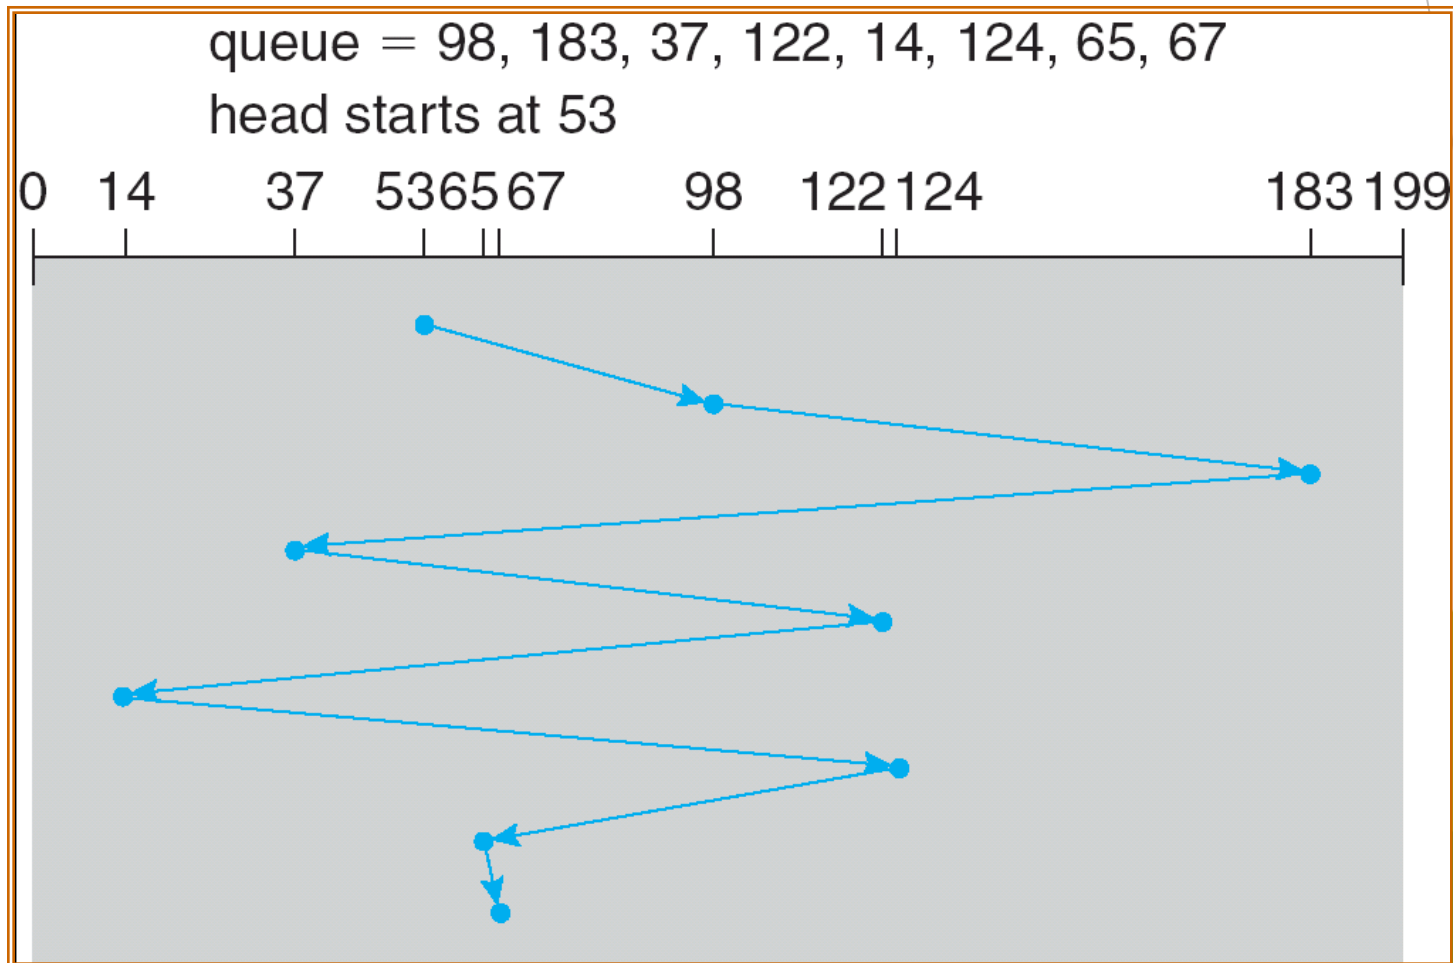 queue = 98, 183, 37, 122, 14, 124, 65, 67
head starts at 53
0 14 37 53 65 67 98 122 124 183 199